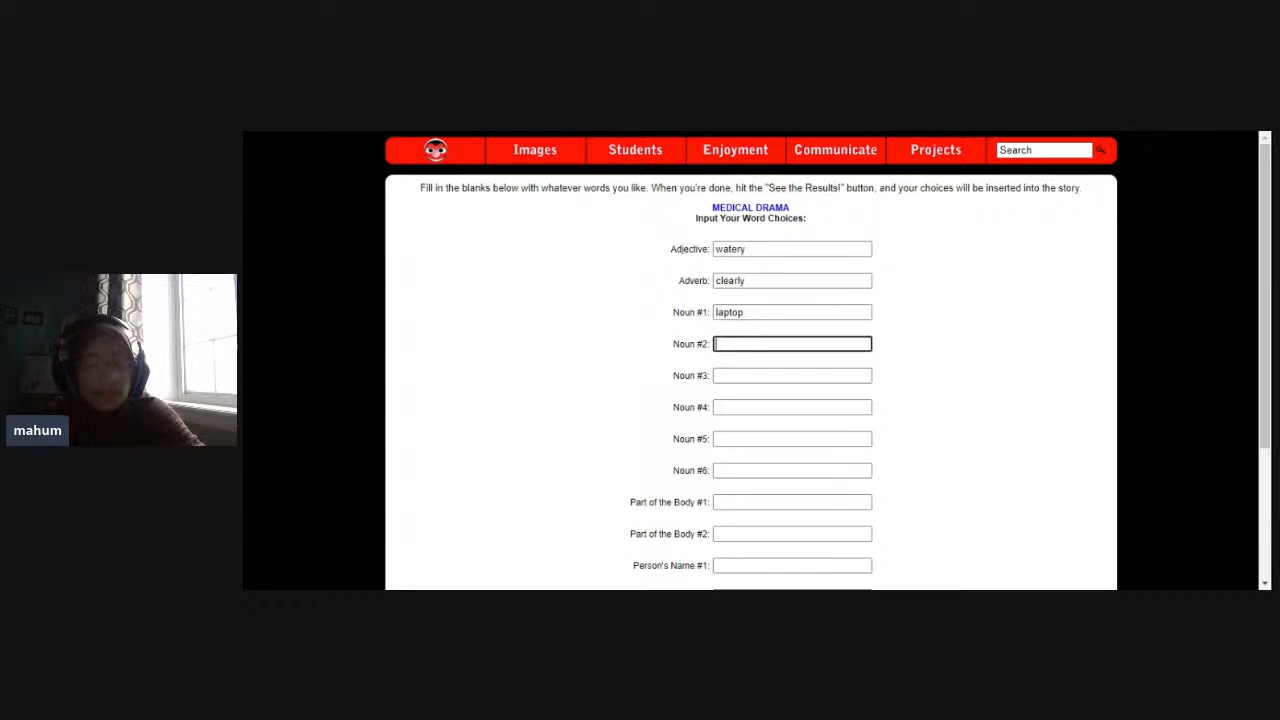 Images Students Enjoyment Communicate Projects Search
Fill in the blanks below with whatever words you like. When you're done, hit the "See the Results!" button, and your choices will be inserted into the story.
MEDICAL DRAMA
Input Your Word Choices:
Adjective: watery
Adverb: clearly
Noun #1: laptop
Noun #2:
Noun #3:
Noun #4:
Noun #5:
Noun #6:
Part of the Body #1:
Part of the Body #2:
Person's Name #1:
mahum